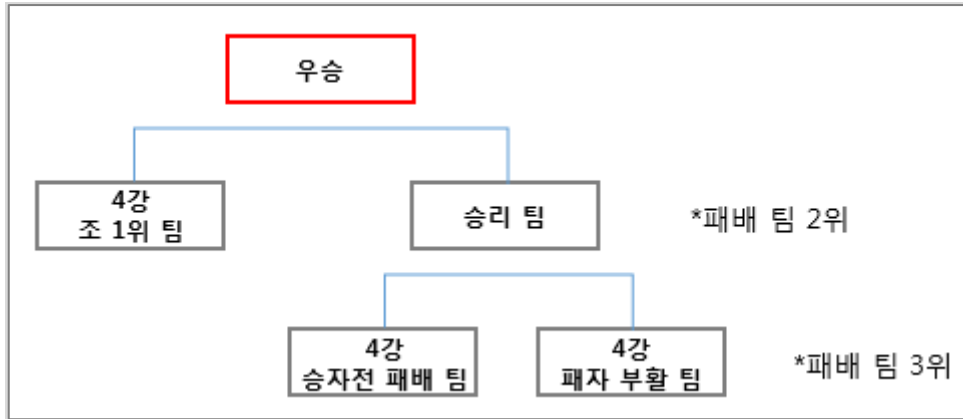 우승
4강
조 1위 팀
승리 팀
*패배 팀 2위
4강
승자전 패배 팀
4강
패자 부활 팀
*패배 팀 3위